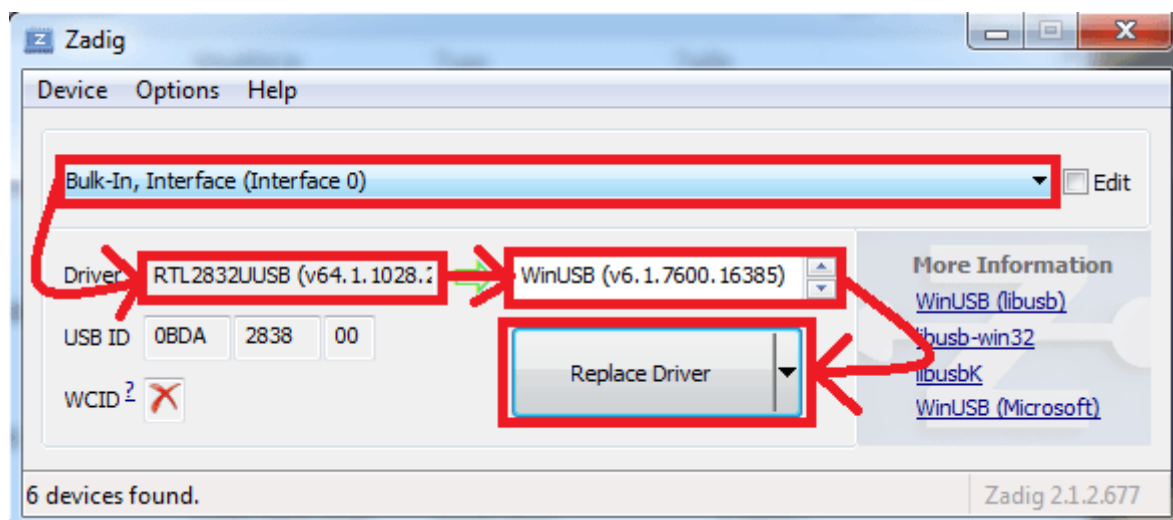 Zadig
Device Options Help
Bulk-In, Interface (Interface 0)
Edit
Driver RTL2832UUSB (v64.1.1028.2 WinUSB (v6.1.7600.16385)
USB ID 0BDA 2838 00
WCID ?
Replace Driver
More Information
WinUSB (libusb)
libusb-win32
libusbK
WinUSB (Microsoft)
6 devices found.
Zadig 2.1.2.677